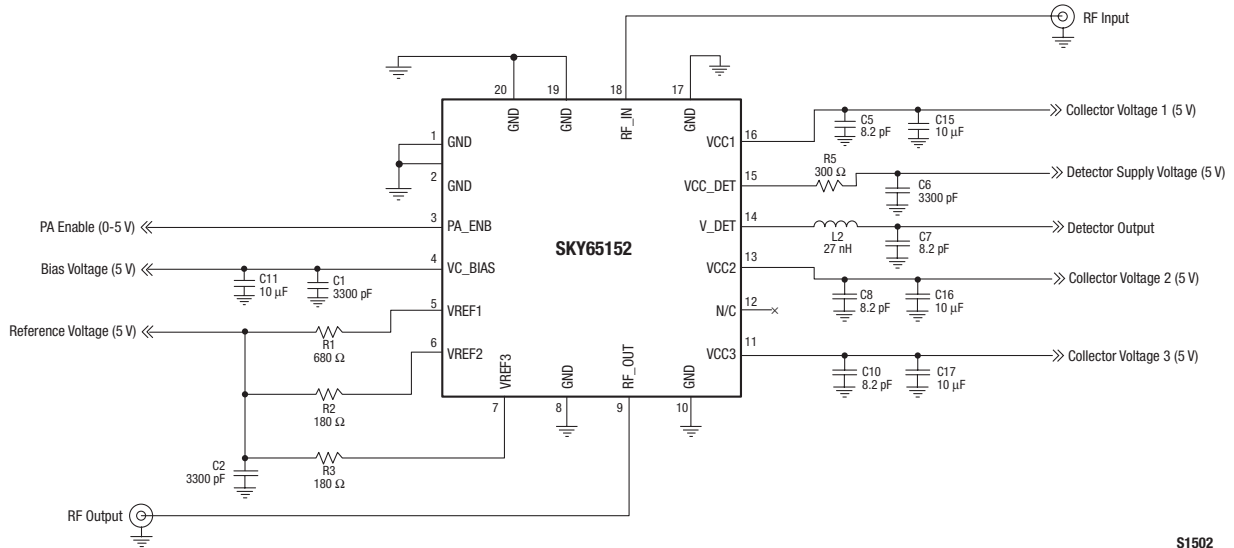 RF Input
20
19
18
17
GND
GND
RF_IN
GND
1
GND
2
GND
PA Enable (0-5 V)
3
PA_ENB
Bias Voltage (5 V)
4
VC_BIAS
C11
10 µF
C1
3300 pF
Reference Voltage (5 V)
5
VREF1
R1
680 Ω
6
VREF2
R2
180 Ω
C2
3300 pF
R3
180 Ω
SKY65152
VREF3
GND
RF_OUT
GND
7
8
9
10
VCC1
16
C5
8.2 pF
C15
10 µF
Collector Voltage 1 (5 V)
VCC_DET
15
R5
300 Ω
C6
3300 pF
Detector Supply Voltage (5 V)
V_DET
14
L2
27 nH
C7
8.2 pF
Detector Output
VCC2
13
C8
8.2 pF
C16
10 µF
Collector Voltage 2 (5 V)
N/C
12
VCC3
11
C10
8.2 pF
C17
10 µF
Collector Voltage 3 (5 V)
RF Output
S1502